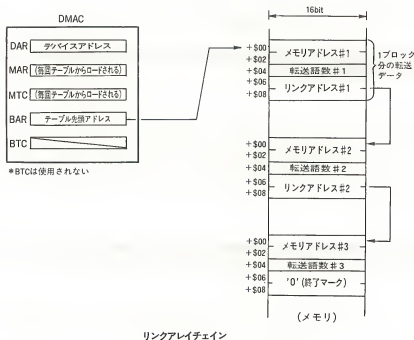 DMAC
DAR デバイスアドレス
MAR (毎回テーブルからロードされる)
MTC (毎回テーブルからロードされる)
BAR テーブル先頭アドレス
BTC
*BTCは使用されない
16bit
+$00
+$02
メモリアドレス#1
+$04
転送語数#1
+$06
+$08
リンクアドレス#1
1ブロック
分の転送
データ
+$00
+$02
メモリアドレス#2
+$04
転送語数#2
+$06
+$08
リンクアドレス#2
+$00
+$02
メモリアドレス#3
+$04
転送語数#3
+$06
+$08
'0'(終了マーク)
(メモリ)
リンクアレイチェイン